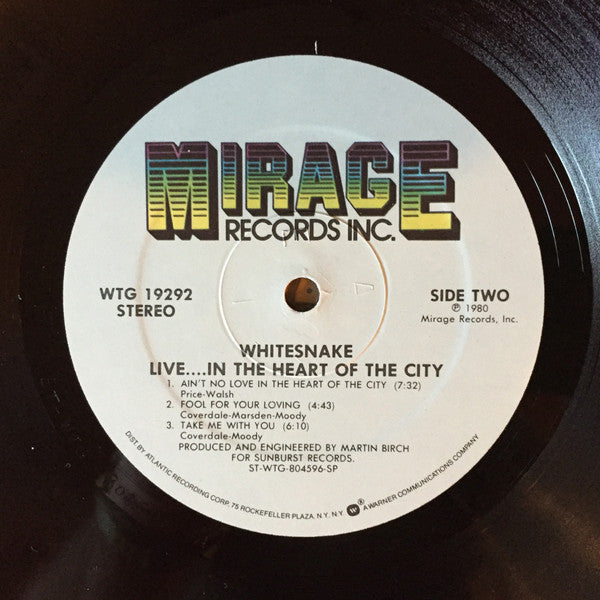 MIRAGE
RECORDS INC.
WTG 19292
STEREO
SIDE TWO
℗ 1980
Mirage Records, Inc.
WHITESNAKE
LIVE....IN THE HEART OF THE CITY
1. AIN'T NO LOVE IN THE HEART OF THE CITY (7:32)
Price-Walsh
2. FOOL FOR YOUR LOVING (4:43)
Coverdale-Marsden-Moody
3. TAKE ME WITH YOU (6:10)
Coverdale-Moody
PRODUCED AND ENGINEERED BY MARTIN BIRCH
FOR SUNBURST RECORDS.
ST-WTG-804596-SP
DIST. BY ATLANTIC RECORDING CORP. 75 ROCKEFELLER PLAZA, N.Y. N.Y. W ® A WARNER COMMUNICATIONS COMPANY